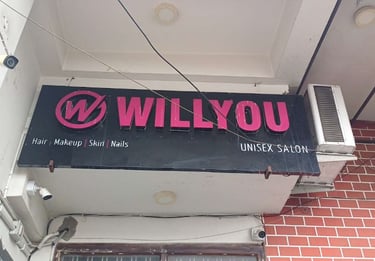 W WILLYOU
Hair | Makeup | Skin | Nails
UNISEX SALON